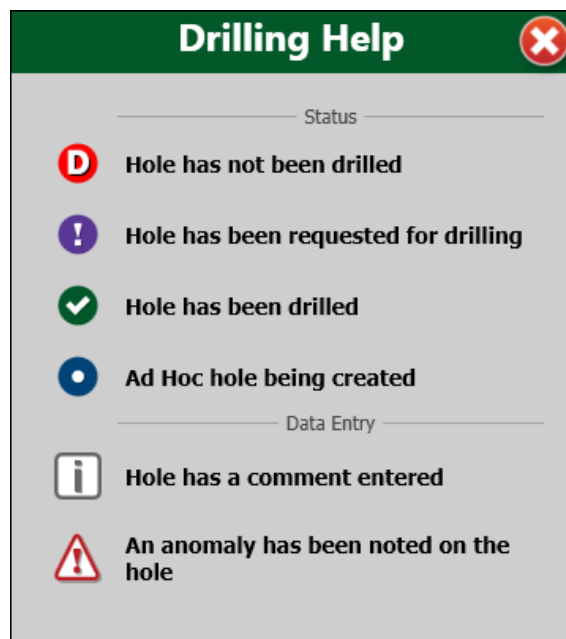 Drilling Help
Status
D
Hole has not been drilled
!
Hole has been requested for drilling
Hole has been drilled
Ad Hoc hole being created
Data Entry
i
Hole has a comment entered
!
An anomaly has been noted on the
hole